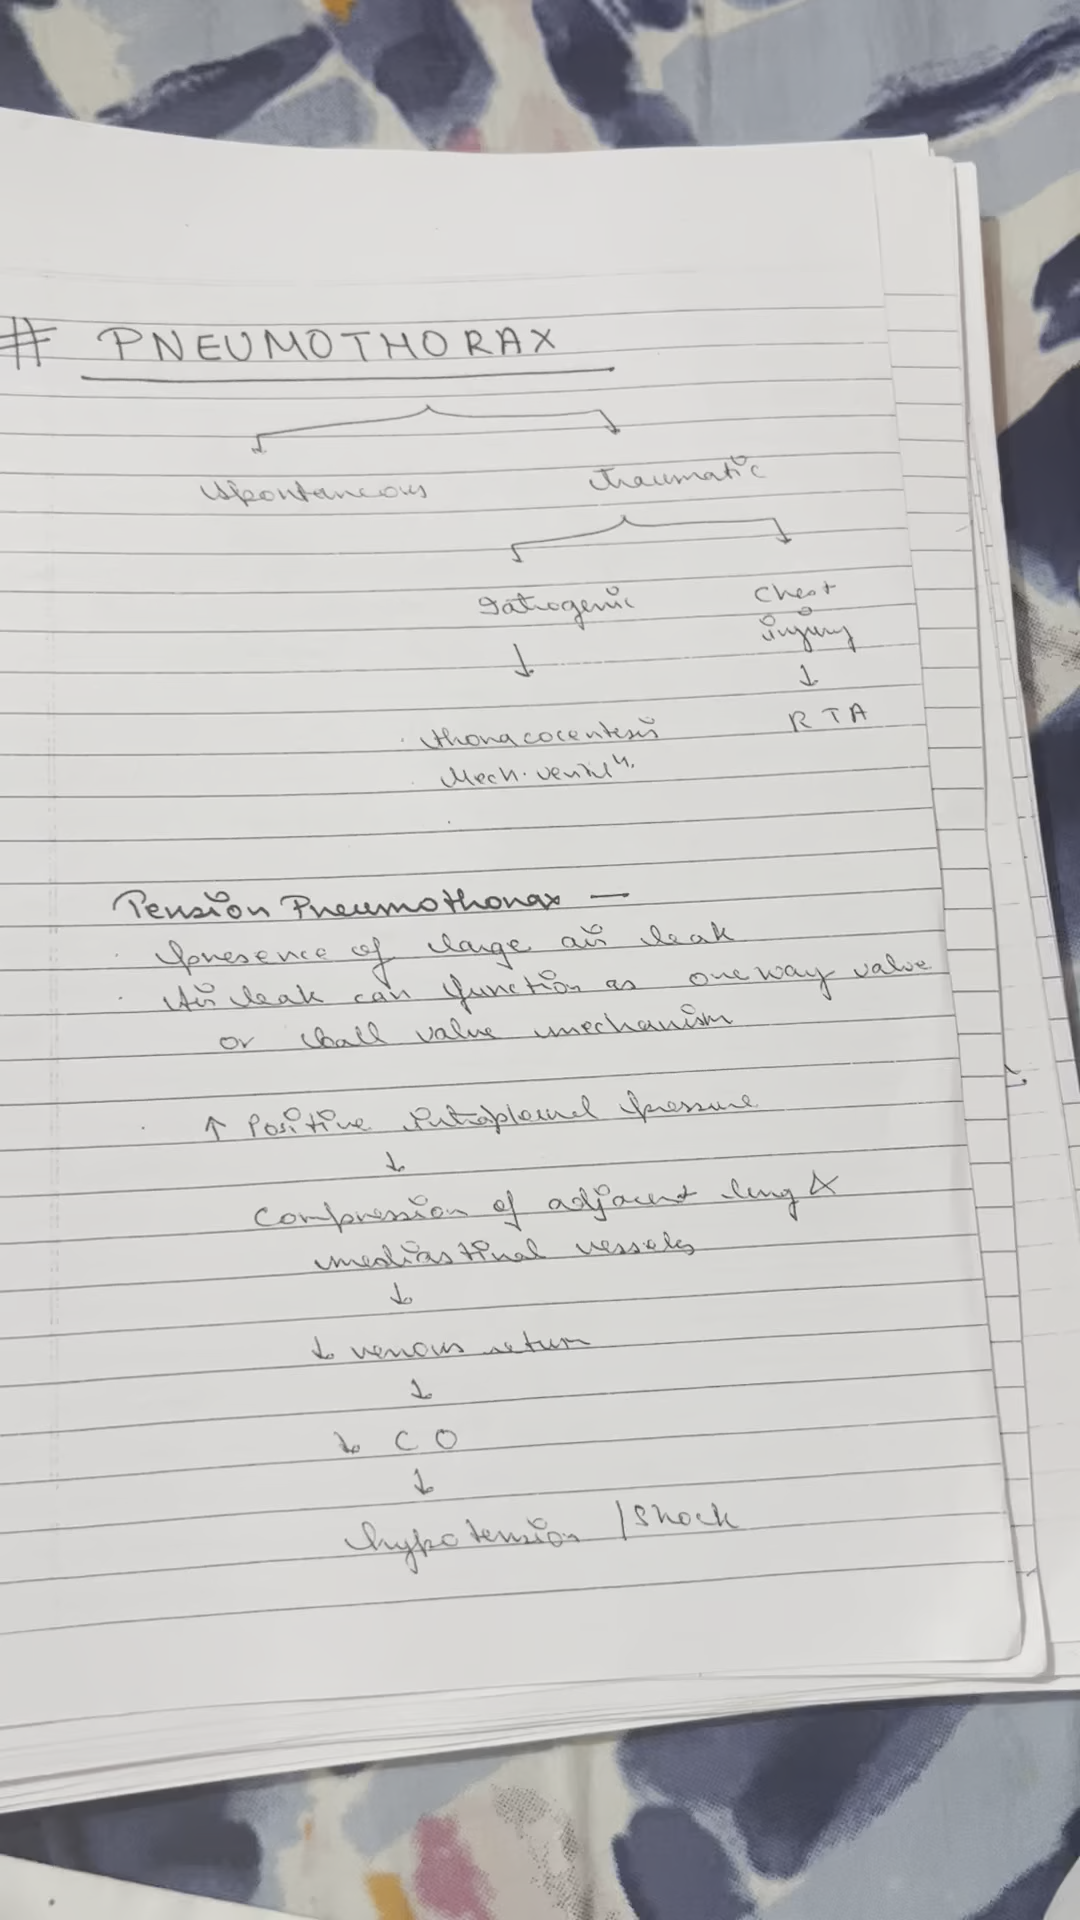 # PNEUMOTHORAX
Spontaneous
Traumatic
Iatrogenic
Chest
injury
↓
↓
RTA
· thoracocentesis
· Mech. ventilⁿ.
Tension Pneumothorax —
· presence of large air leak
· Air leak can function as one way valve
or ball valve mechanism
· ↑ Positive intrapleural pressure
↓
Compression of adjacent lung &
mediastinal vessels
↓
↓ venous return
↓
↓ CO
↓
hypotension / Shock